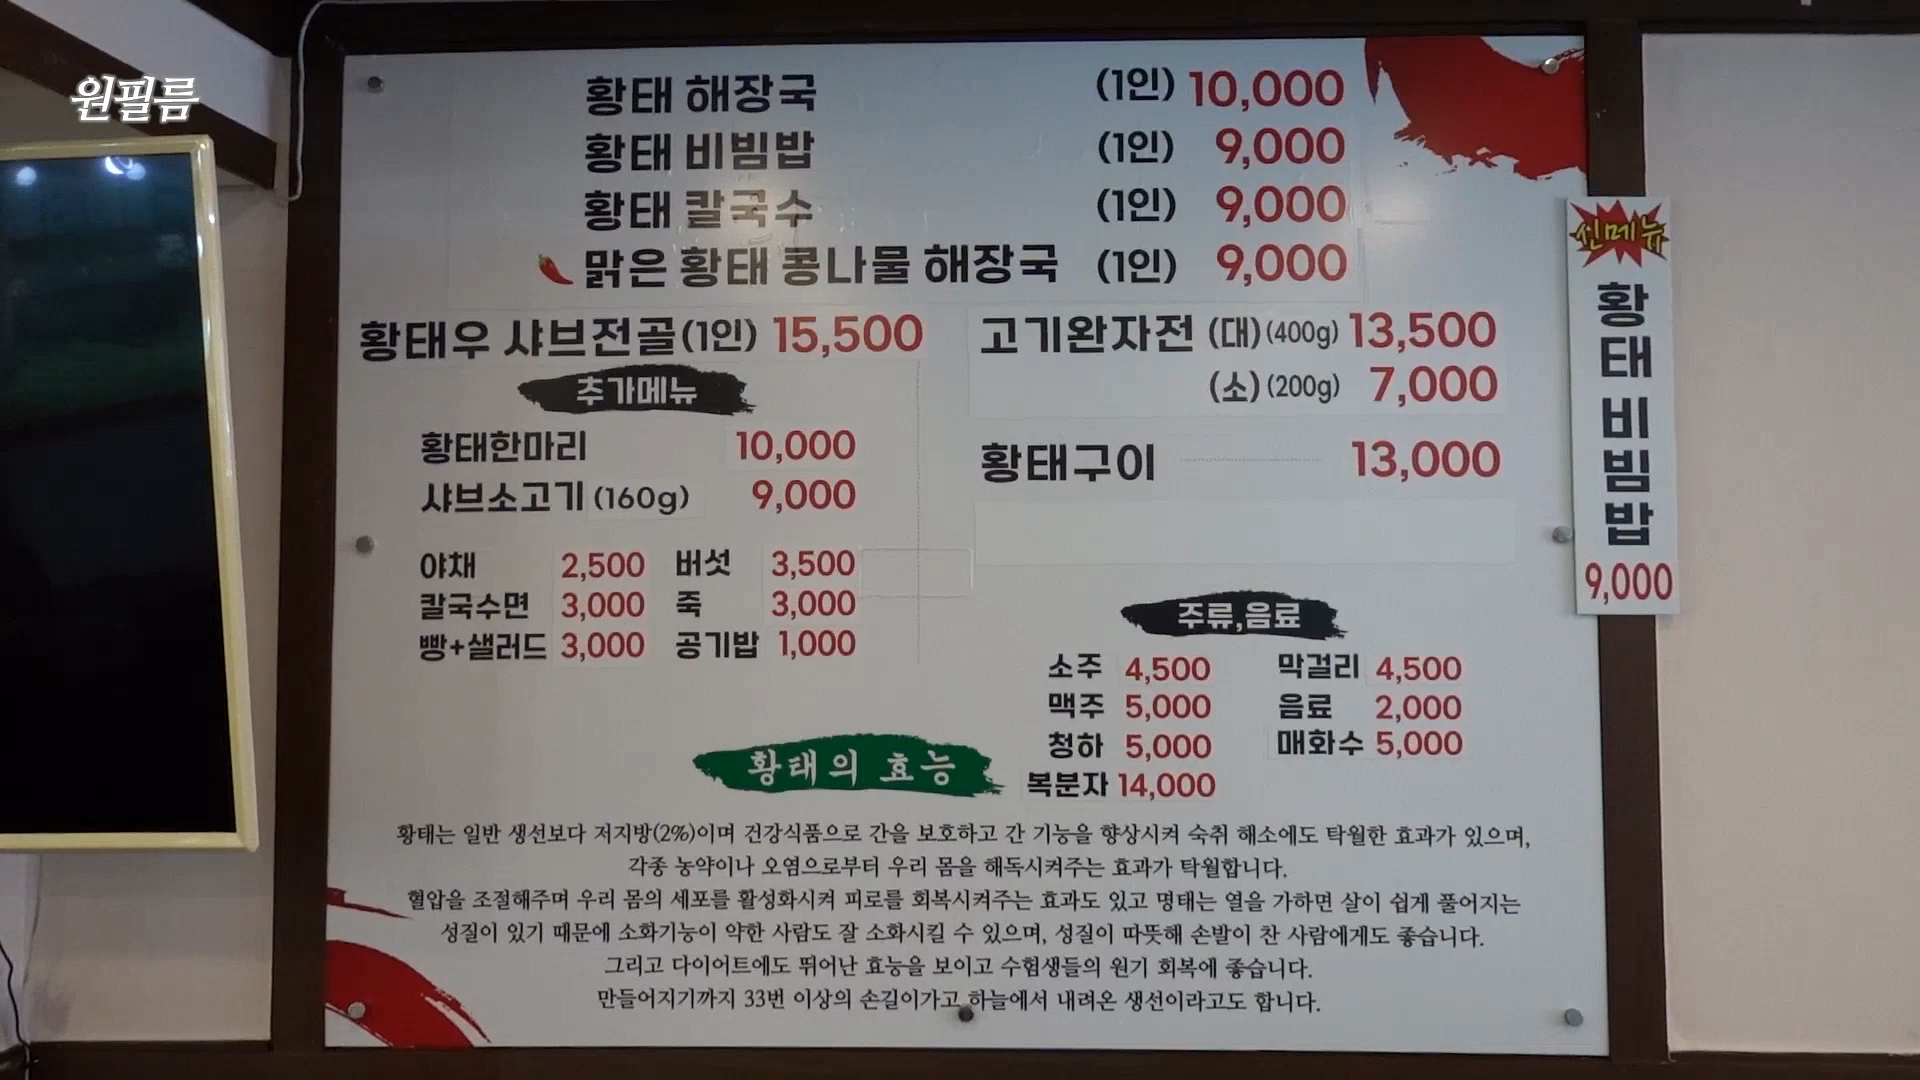 원필름
황태 해장국 (1인) 10,000
황태 비빔밥 (1인) 9,000
황태 칼국수 (1인) 9,000
맑은 황태 콩나물 해장국 (1인) 9,000
황태우 샤브전골(1인) 15,500
추가메뉴
황태한마리 10,000
샤브소고기 (160g) 9,000
야채 2,500 버섯 3,500
칼국수면 3,000 죽 3,000
빵+샐러드 3,000 공기밥 1,000
고기완자전 (대) (400g) 13,500
(소) (200g) 7,000
황태구이 13,000
주류,음료
소주 4,500 막걸리 4,500
맥주 5,000 음료 2,000
청하 5,000 매화수 5,000
복분자 14,000
황태의 효능
황태는 일반 생선보다 저지방(2%)이며 건강식품으로 간을 보호하고 간 기능을 향상시켜 숙취 해소에도 탁월한 효과가 있으며,
각종 농약이나 오염으로부터 우리 몸을 해독시켜주는 효과가 탁월합니다.
혈압을 조절해주며 우리 몸의 세포를 활성화시켜 피로를 회복시켜주는 효과도 있고 명태는 열을 가하면 살이 쉽게 풀어지는
성질이 있기 때문에 소화기능이 약한 사람도 잘 소화시킬 수 있으며, 성질이 따뜻해 손발이 찬 사람에게도 좋습니다.
그리고 다이어트에도 뛰어난 효능을 보이고 수험생들의 원기 회복에 좋습니다.
만들어지기까지 33번 이상의 손길이가고 하늘에서 내려온 생선이라고도 합니다.
신메뉴
황태 비빔밥
9,000